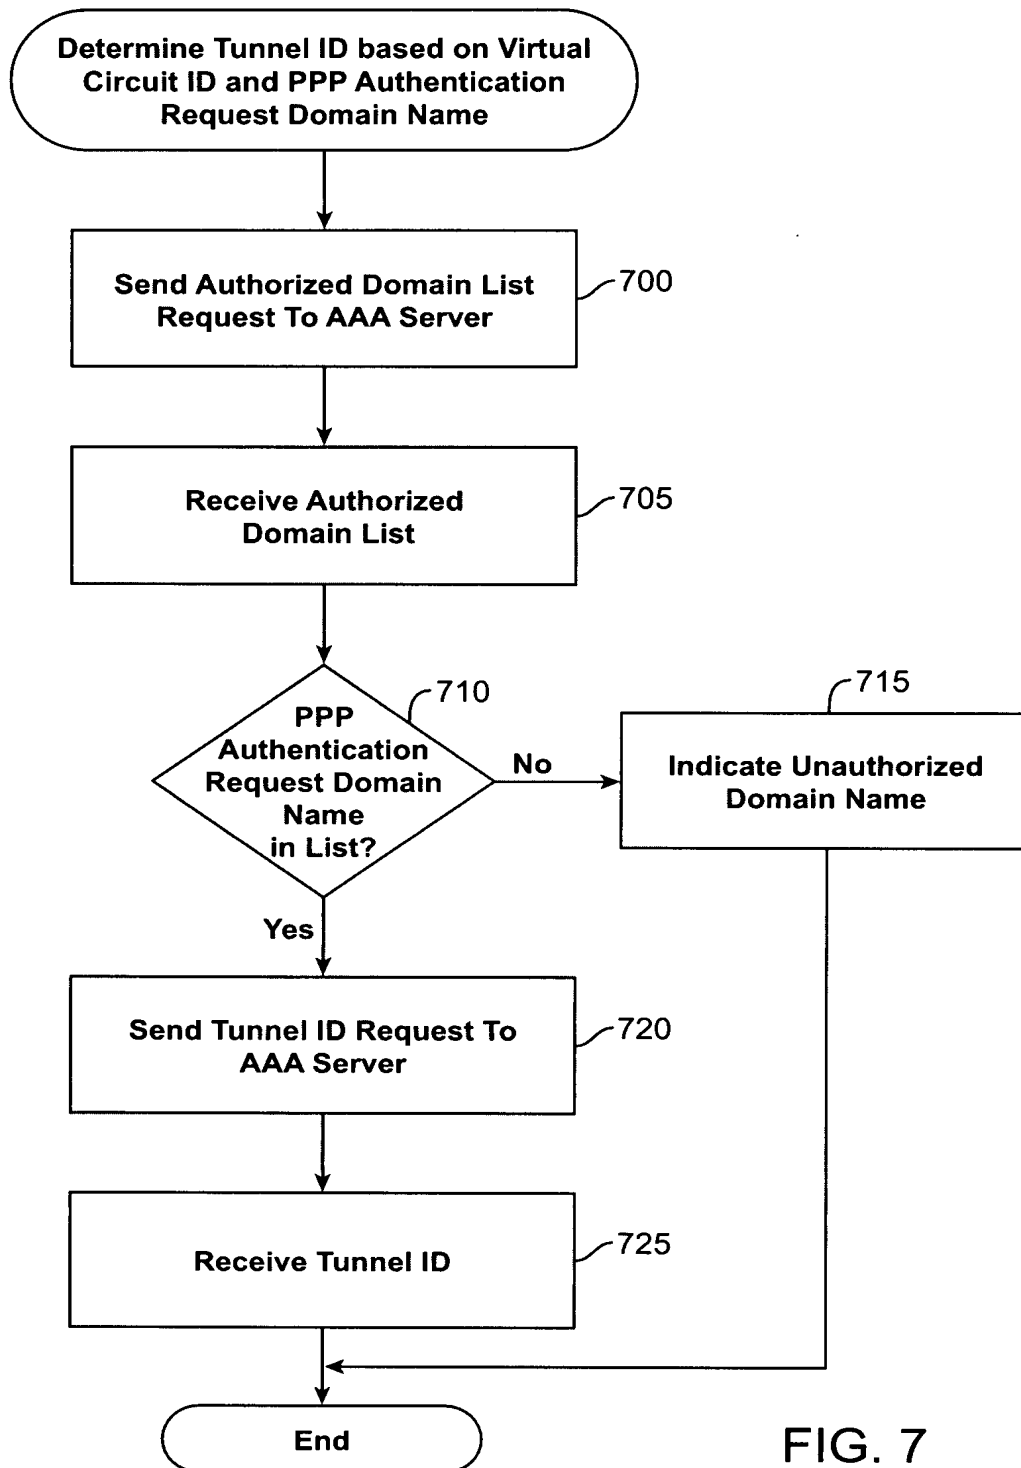 Determine Tunnel ID based on Virtual
Circuit ID and PPP Authentication
Request Domain Name
Send Authorized Domain List
Request To AAA Server
700
Receive Authorized
Domain List
705
PPP
Authentication
Request Domain
Name
in List?
710
No
715
Indicate Unauthorized
Domain Name
Yes
Send Tunnel ID Request To
AAA Server
720
Receive Tunnel ID
725
End
FIG. 7